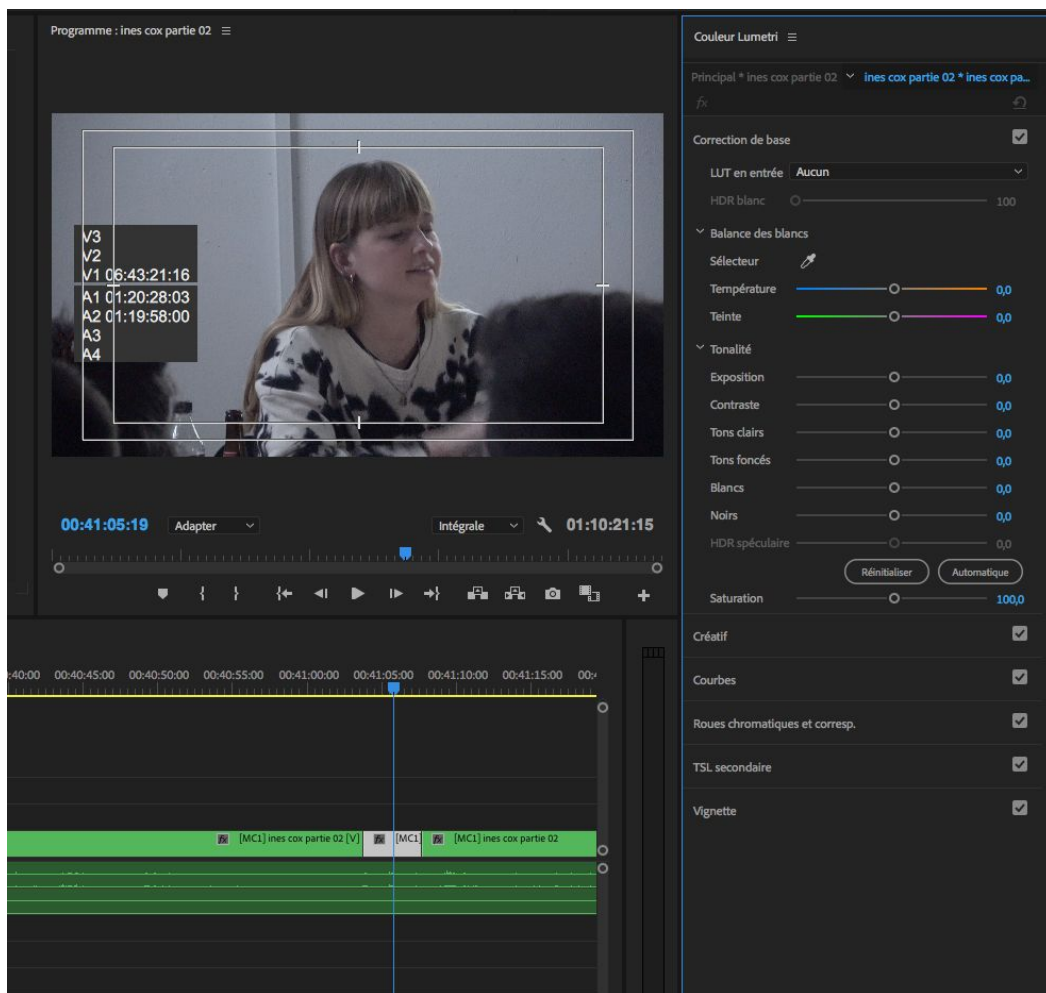 Programme : ines cox partie 02
V3
V2
V1 06:43:21:16
A1 01:20:28:03
A2 01:19:58:00
A3
A4
00:41:05:19 Adapter Intégrale 01:10:21:15
:40:00 00:40:45:00 00:40:50:00 00:40:55:00 00:41:00:00 00:41:05:00 00:41:10:00 00:41:15:00 00:4
fx [MC1] ines cox partie 02 [V] fx [MC1] fx [MC1] ines cox partie 02
Couleur Lumetri
Principal * ines cox partie 02 ines cox partie 02 * ines cox pa...
fx
Correction de base
LUT en entrée Aucun
HDR blanc 100
Balance des blancs
Sélecteur
Température 0,0
Teinte 0,0
Tonalité
Exposition 0,0
Contraste 0,0
Tons clairs 0,0
Tons foncés 0,0
Blancs 0,0
Noirs 0,0
HDR spéculaire 0,0
Réinitialiser Automatique
Saturation 100,0
Créatif
Courbes
Roues chromatiques et corresp.
TSL secondaire
Vignette